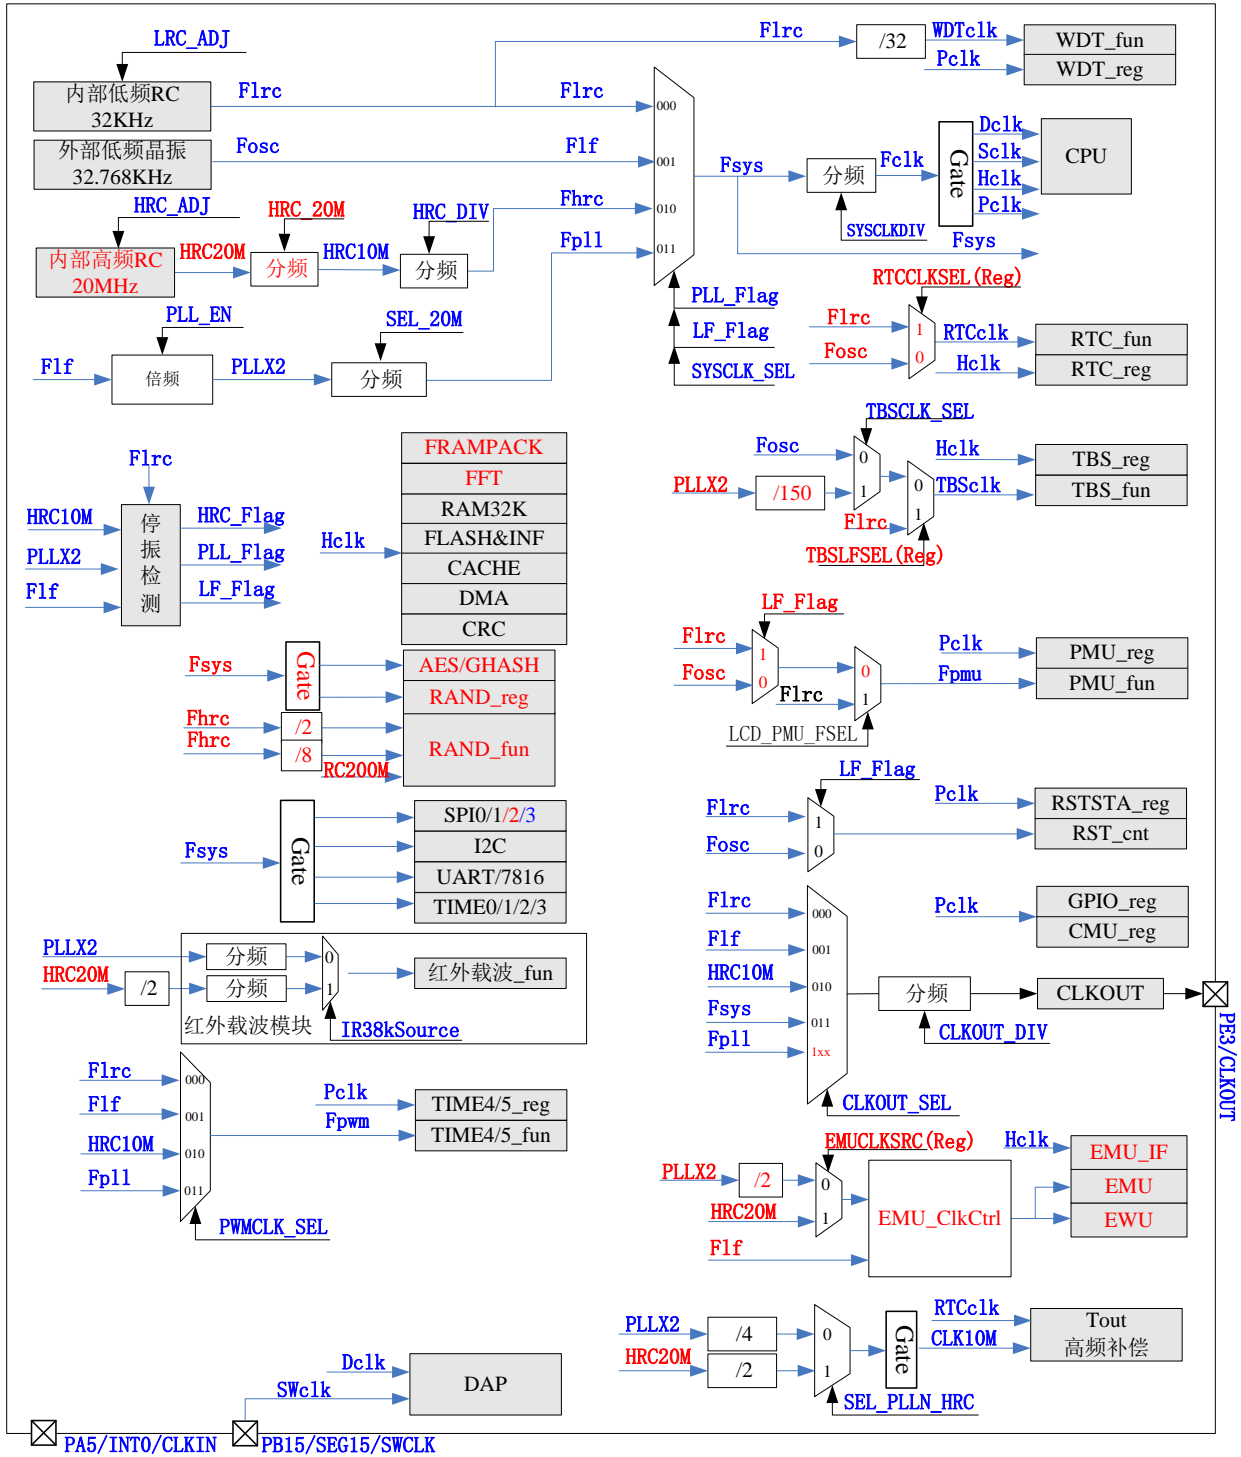 LRC_ADJ
内部低频RC
32KHz
Flrc
Flrc
Flrc
/32
WDTclk
Pclk
WDT_fun
WDT_reg
外部低频晶振
32.768KHz
Fosc
Flf
HRC_ADJ
内部高频RC
20MHz
HRC20M
HRC_20M
分频
HRC10M
HRC_DIV
分频
Fhrc
Fpll
000
001
010
011
Fsys
分频
SYSCLKDIV
Fclk
Gate
Dclk
Sclk
Hclk
Pclk
CPU
Fsys
PLL_Flag
LF_Flag
SYSCLK_SEL
PLL_EN
Flf
倍频
PLLX2
SEL_20M
分频
RTCCLKSEL(Reg)
Flrc
Fosc
1
0
RTCclk
Hclk
RTC_fun
RTC_reg
TBSCLK_SEL
Fosc
PLLX2
/150
0
1
Flrc
0
1
TBSLFSEL(Reg)
Hclk
TBSclk
TBS_reg
TBS_fun
Flrc
HRC10M
PLLX2
Flf
停
振
检
测
HRC_Flag
PLL_Flag
LF_Flag
Hclk
FRAMPACK
FFT
RAM32K
FLASH&INF
CACHE
DMA
CRC
LF_Flag
Flrc
Fosc
1
0
Flrc
0
1
LCD_PMU_FSEL
Pclk
Fpmu
PMU_reg
PMU_fun
Fsys
Gate
Fhrc
/2
Fhrc
/8
RC200M
AES/GHASH
RAND_reg
RAND_fun
LF_Flag
Flrc
Fosc
1
0
Pclk
RSTSTA_reg
RST_cnt
Fsys
Gate
SPI0/1/2/3
I2C
UART/7816
TIME0/1/2/3
Flrc
Flf
HRC10M
Fsys
Fpll
000
001
010
011
1xx
CLKOUT_SEL
分频
CLKOUT_DIV
CLKOUT
PE3/CLKOUT
Pclk
GPIO_reg
CMU_reg
PLLX2
HRC20M
/2
分频
分频
0
1
红外载波_fun
红外载波模块
IR38kSource
Flrc
Flf
HRC10M
Fpll
000
001
010
011
PWMCLK_SEL
Pclk
Fpwm
TIME4/5_reg
TIME4/5_fun
EMUCLKSRC(Reg)
PLLX2
/2
HRC20M
0
1
Flf
EMU_ClkCtrl
Hclk
EMU_IF
EMU
EWU
PLLX2
/4
HRC20M
/2
0
1
SEL_PLLN_HRC
Gate
RTCclk
CLK10M
Tout
高频补偿
Dclk
SWclk
DAP
PA5/INT0/CLKIN
PB15/SEG15/SWCLK